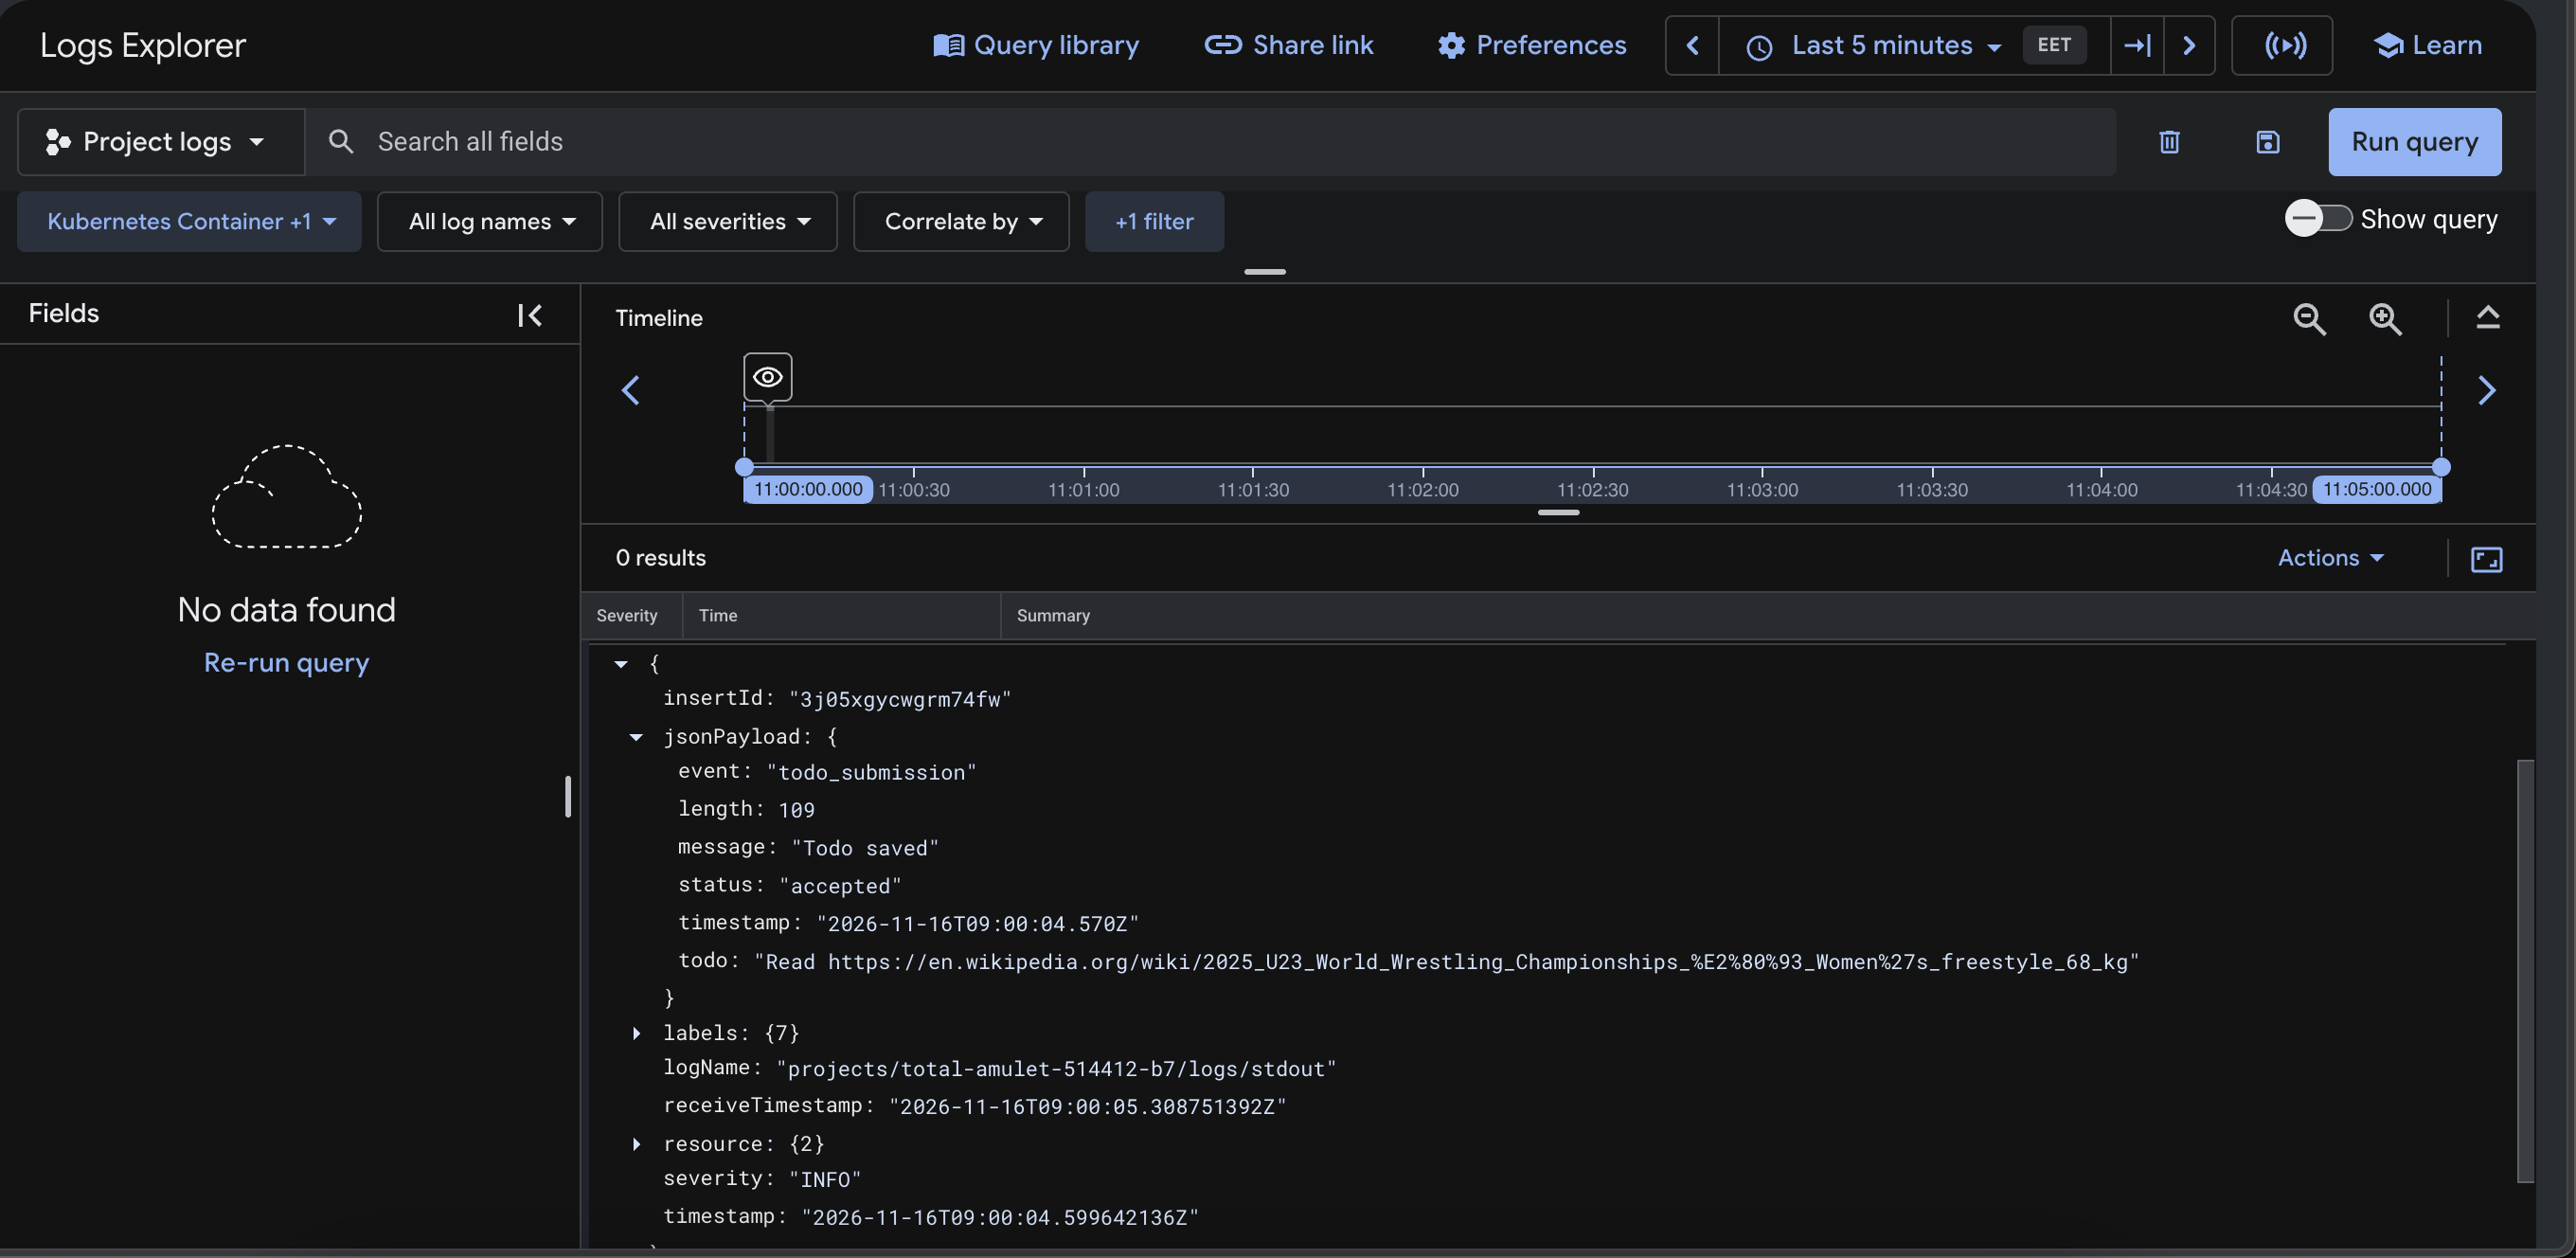 Logs Explorer
Query library
Share link
Preferences
Last 5 minutes
EET
Learn
Project logs
Search all fields
Run query
Kubernetes Container +1
All log names
All severities
Correlate by
+1 filter
Show query
Fields
No data found
Re-run query
Timeline
11:00:00.000 11:00:30 11:01:00 11:01:30 11:02:00 11:02:30 11:03:00 11:03:30 11:04:00 11:04:30 11:05:00.000
0 results
Actions
Severity Time Summary
{
insertId: "3j05xgycwgrm74fw"
jsonPayload: {
event: "todo_submission"
length: 109
message: "Todo saved"
status: "accepted"
timestamp: "2026-11-16T09:00:04.570Z"
todo: "Read https://en.wikipedia.org/wiki/2025_U23_World_Wrestling_Championships_%E2%80%93_Women%27s_freestyle_68_kg"
}
labels: {7}
logName: "projects/total-amulet-514412-b7/logs/stdout"
receiveTimestamp: "2026-11-16T09:00:05.308751392Z"
resource: {2}
severity: "INFO"
timestamp: "2026-11-16T09:00:04.599642136Z"